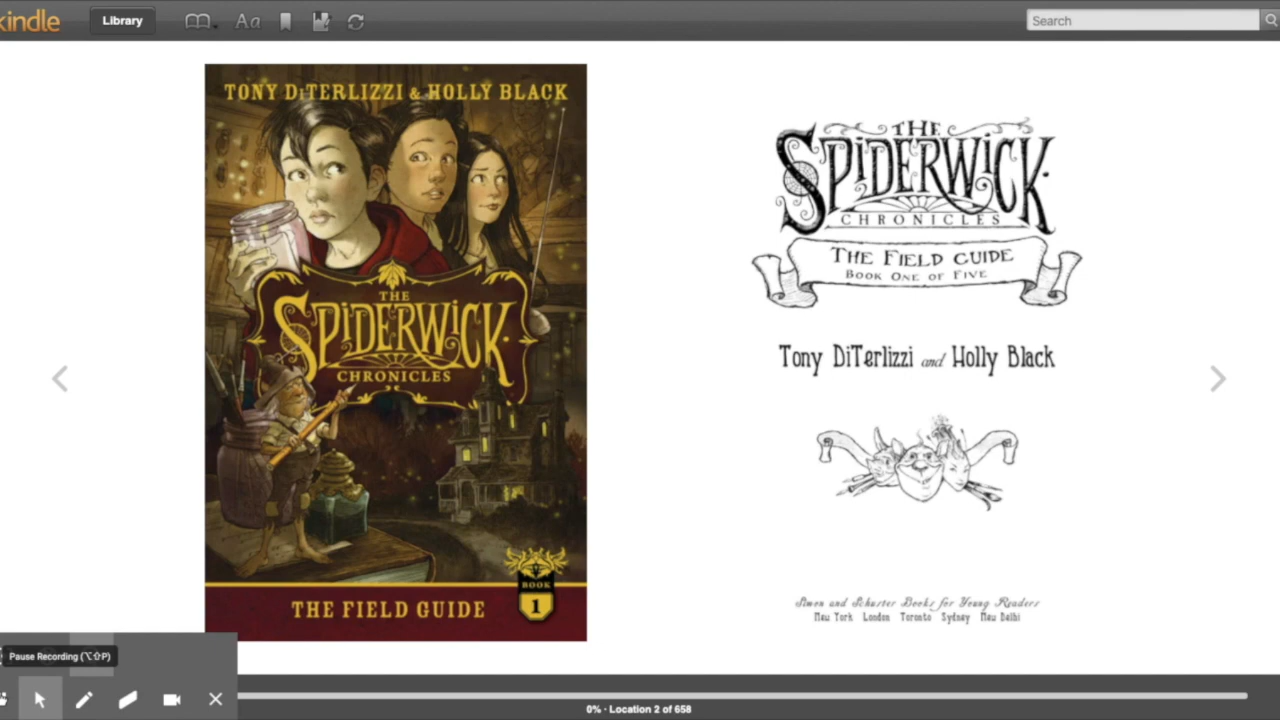 kindle
Library
Aa
Search
TONY DiTERLIZZI & HOLLY BLACK
THE
SPIDERWICK
CHRONICLES
BOOK
1
THE FIELD GUIDE
THE
SPIDERWICK
CHRONICLES
THE FIELD GUIDE
BOOK ONE OF FIVE
Tony DiTerlizzi and Holly Black
Simon and Schuster Books for Young Readers
New York London Toronto Sydney New Delhi
Pause Recording (⌥⇧P)
0% · Location 2 of 658